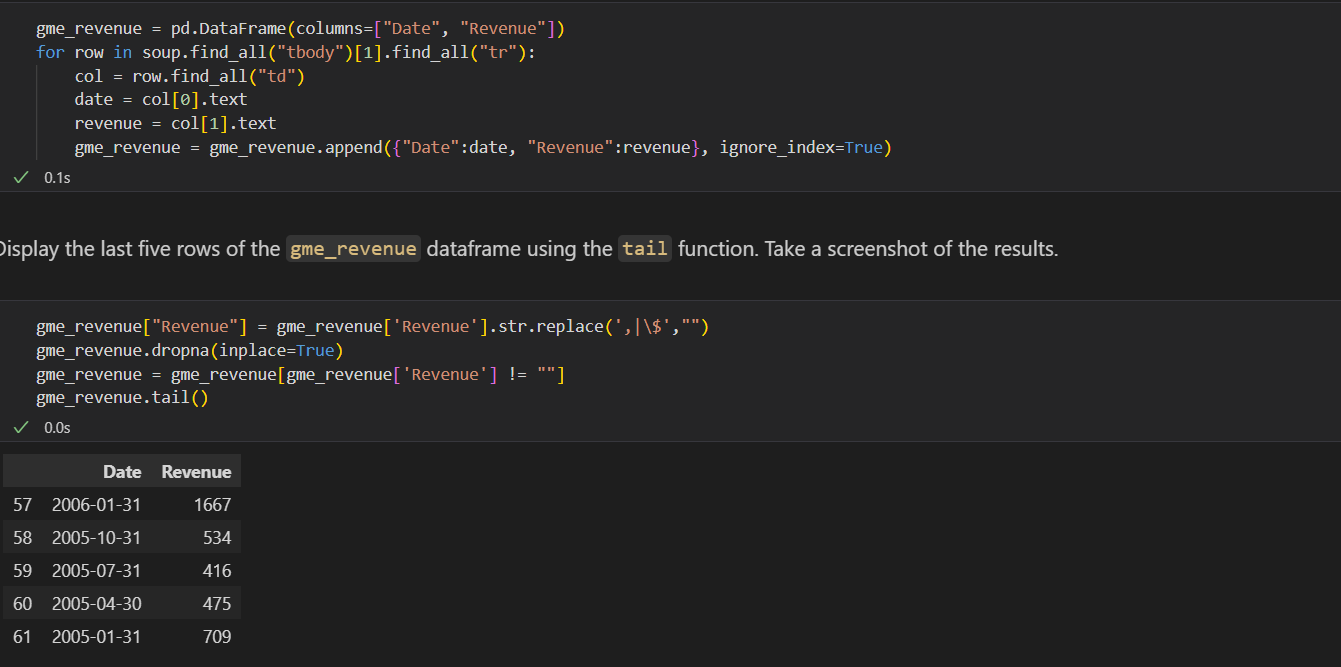 gme_revenue = pd.DataFrame(columns=["Date", "Revenue"])
for row in soup.find_all("tbody")[1].find_all("tr"):
    col = row.find_all("td")
    date = col[0].text
    revenue = col[1].text
    gme_revenue = gme_revenue.append({"Date":date, "Revenue":revenue}, ignore_index=True)
0.1s
Display the last five rows of the gme_revenue dataframe using the tail function. Take a screenshot of the results.
gme_revenue["Revenue"] = gme_revenue['Revenue'].str.replace(',|\$',"")
gme_revenue.dropna(inplace=True)
gme_revenue = gme_revenue[gme_revenue['Revenue'] != ""]
gme_revenue.tail()
0.0s
Date Revenue
57 2006-01-31 1667
58 2005-10-31 534
59 2005-07-31 416
60 2005-04-30 475
61 2005-01-31 709